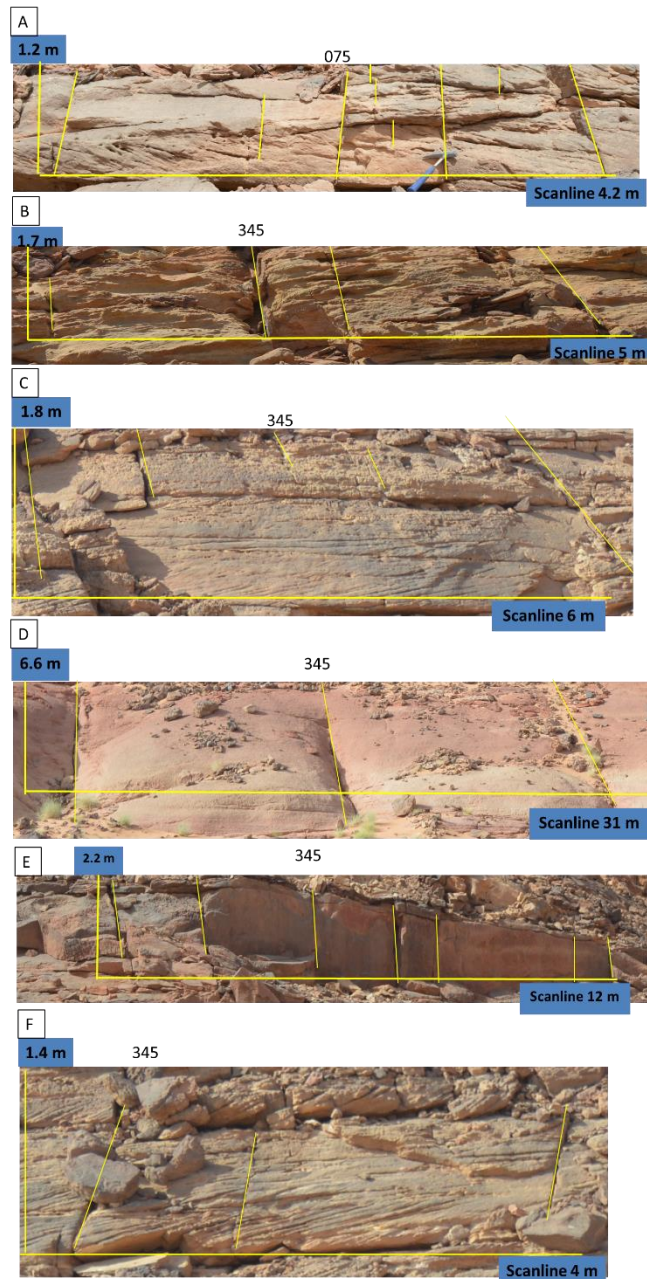 A
1.2 m
075
Scanline 4.2 m
B
1.7 m
345
Scanline 5 m
C
1.8 m
345
Scanline 6 m
D
6.6 m
345
Scanline 31 m
E
2.2 m
345
Scanline 12 m
F
1.4 m
345
Scanline 4 m